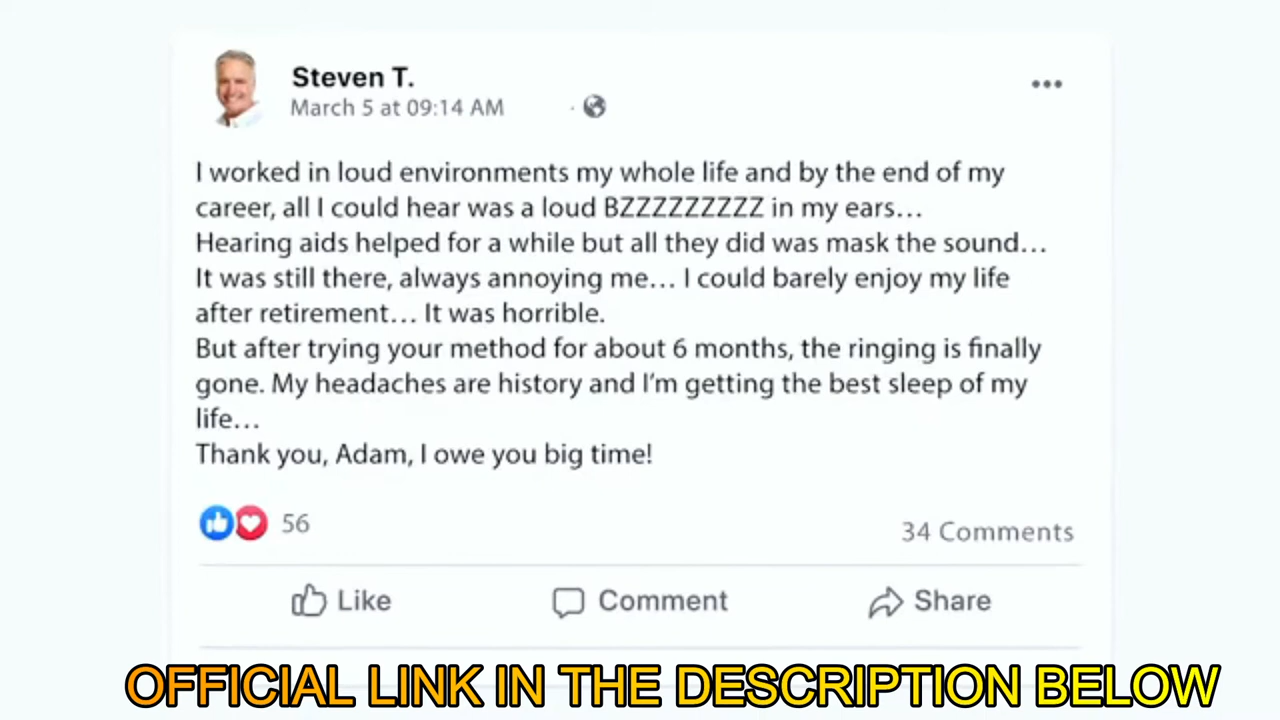 Steven T.
March 5 at 09:14 AM
I worked in loud environments my whole life and by the end of my
career, all I could hear was a loud BZZZZZZZZZ in my ears...
Hearing aids helped for a while but all they did was mask the sound...
It was still there, always annoying me... I could barely enjoy my life
after retirement... It was horrible.
But after trying your method for about 6 months, the ringing is finally
gone. My headaches are history and I'm getting the best sleep of my
life...
Thank you, Adam, I owe you big time!
56
34 Comments
Like Comment Share
OFFICIAL LINK IN THE DESCRIPTION BELOW